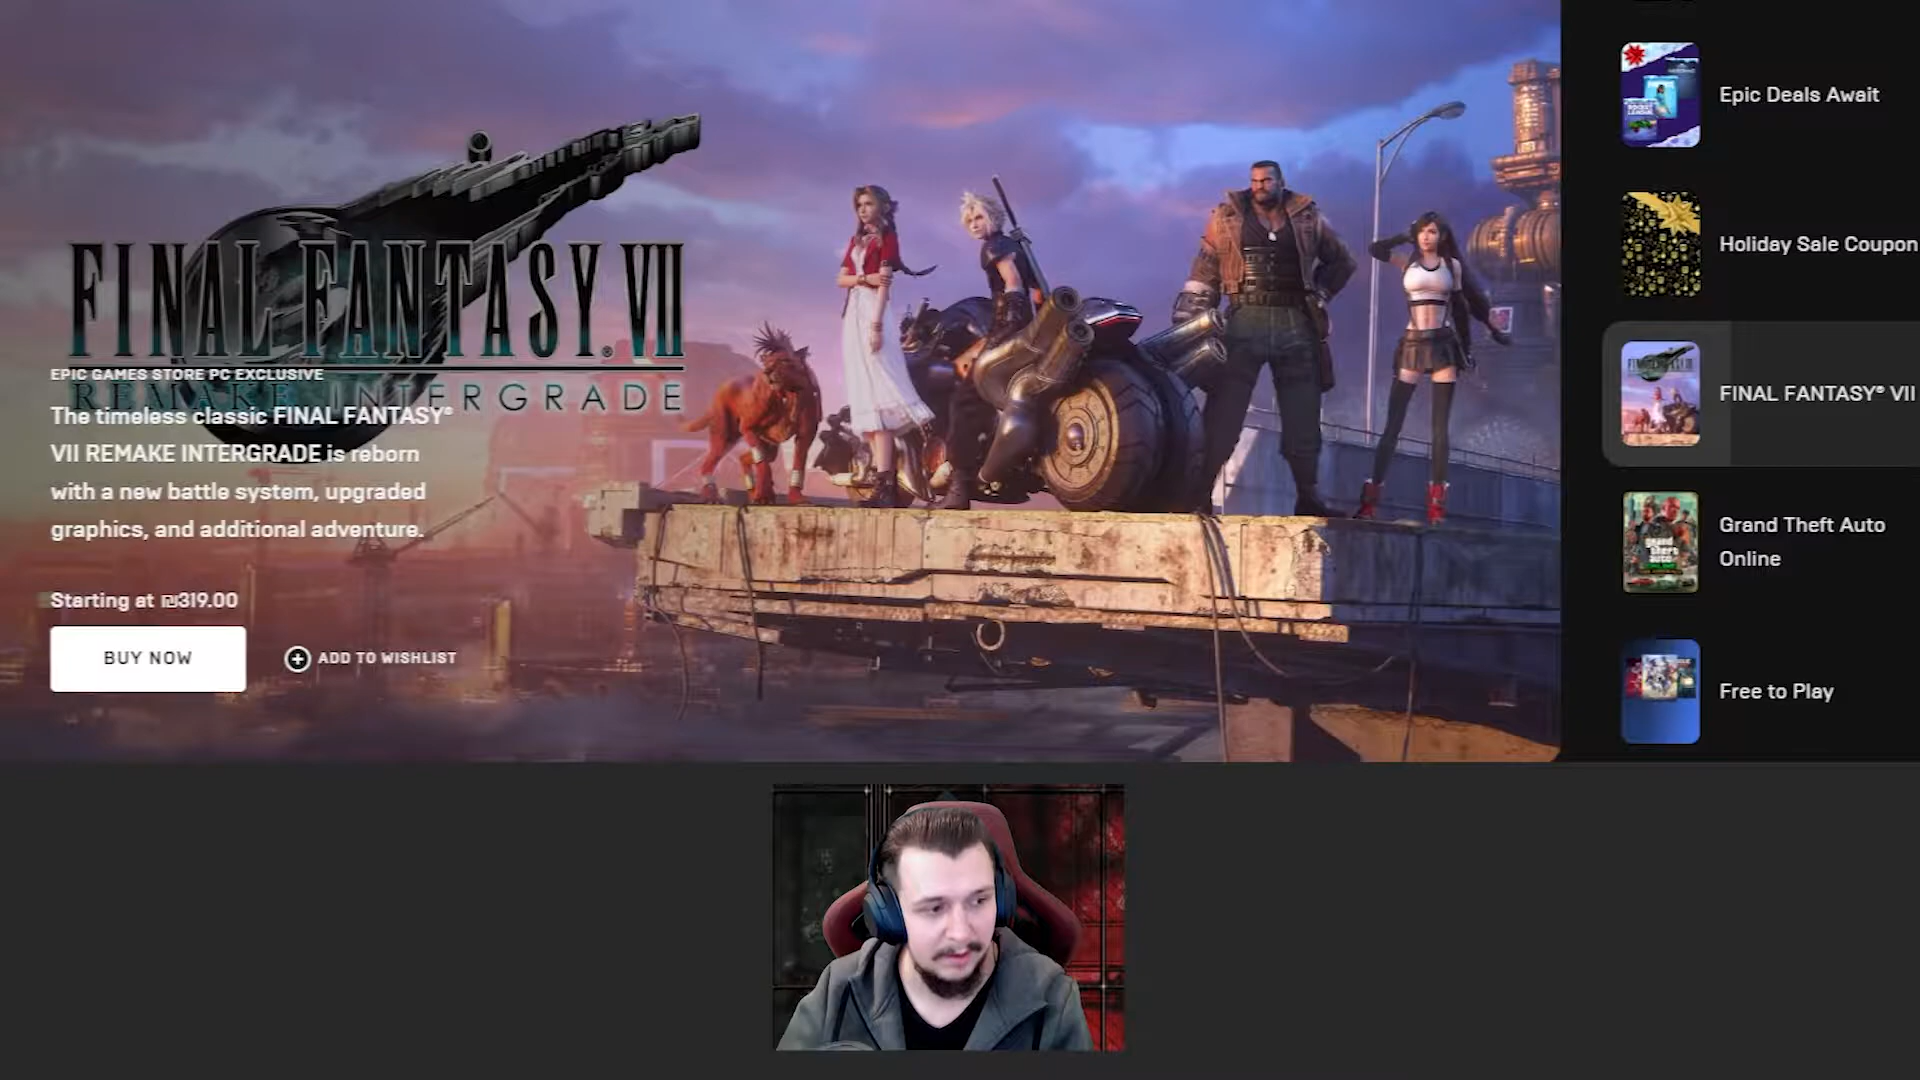 FINAL FANTASY® VII
REMAKE INTERGRADE
EPIC GAMES STORE PC EXCLUSIVE
The timeless classic FINAL FANTASY®
VII REMAKE INTERGRADE is reborn
with a new battle system, upgraded
graphics, and additional adventure.
Starting at ₪319.00
BUY NOW
ADD TO WISHLIST
Epic Deals Await
Holiday Sale Coupon
FINAL FANTASY® VII
Grand Theft Auto
Online
Free to Play